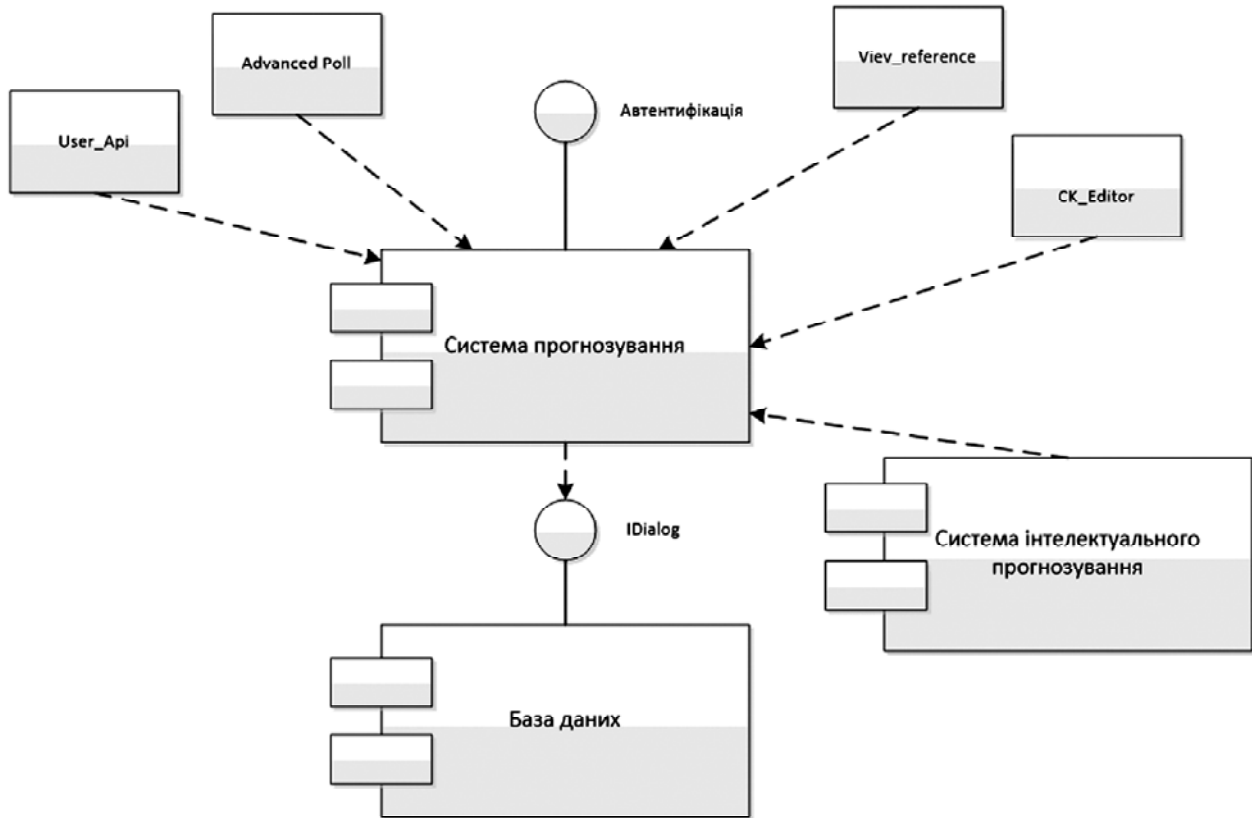 Advanced Poll
Viev_reference
Автентифікація
User_Api
CK_Editor
Система прогнозування
IDialog
Система інтелектуального
прогнозування
База даних